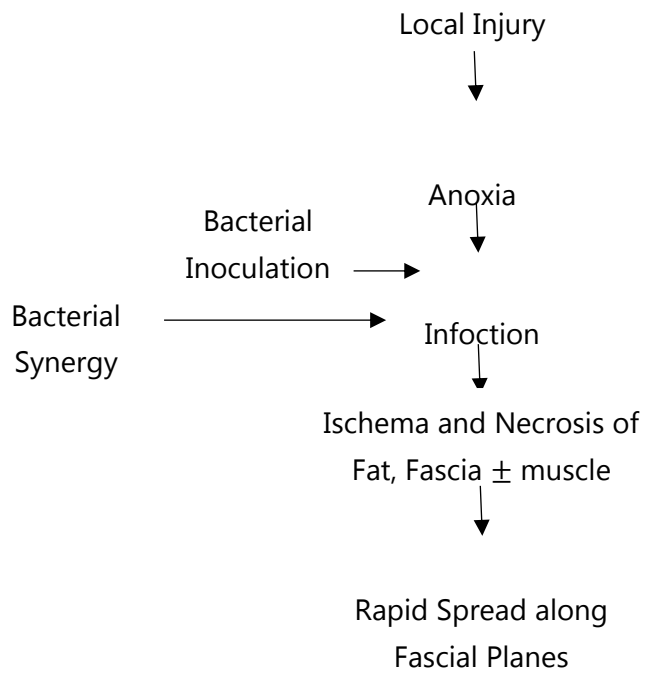 Local Injury
Anoxia
Bacterial
Inoculation
Bacterial
Synergy
Infoction
Ischema and Necrosis of
Fat, Fascia ± muscle
Rapid Spread along
Fascial Planes